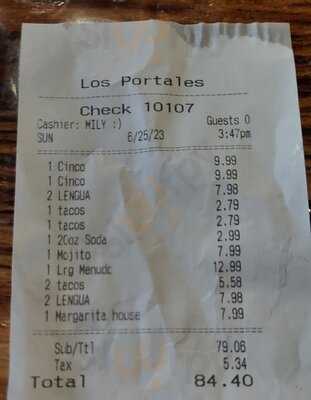 Los Portales
Check 10107
Cashier: MILY :) Guests 0
SUN 6/25/23 3:47pm
1 Cinco 9.99
1 Cinco 9.99
2 LENGUA 7.98
1 tacos 2.79
1 tacos 2.79
1 20oz Soda 2.99
1 Mojito 7.99
1 Lrg Menudo 12.99
2 tacos 5.58
2 LENGUA 7.98
1 Margarita house 7.99
Sub/Ttl 79.06
Tax 5.34
Total 84.40